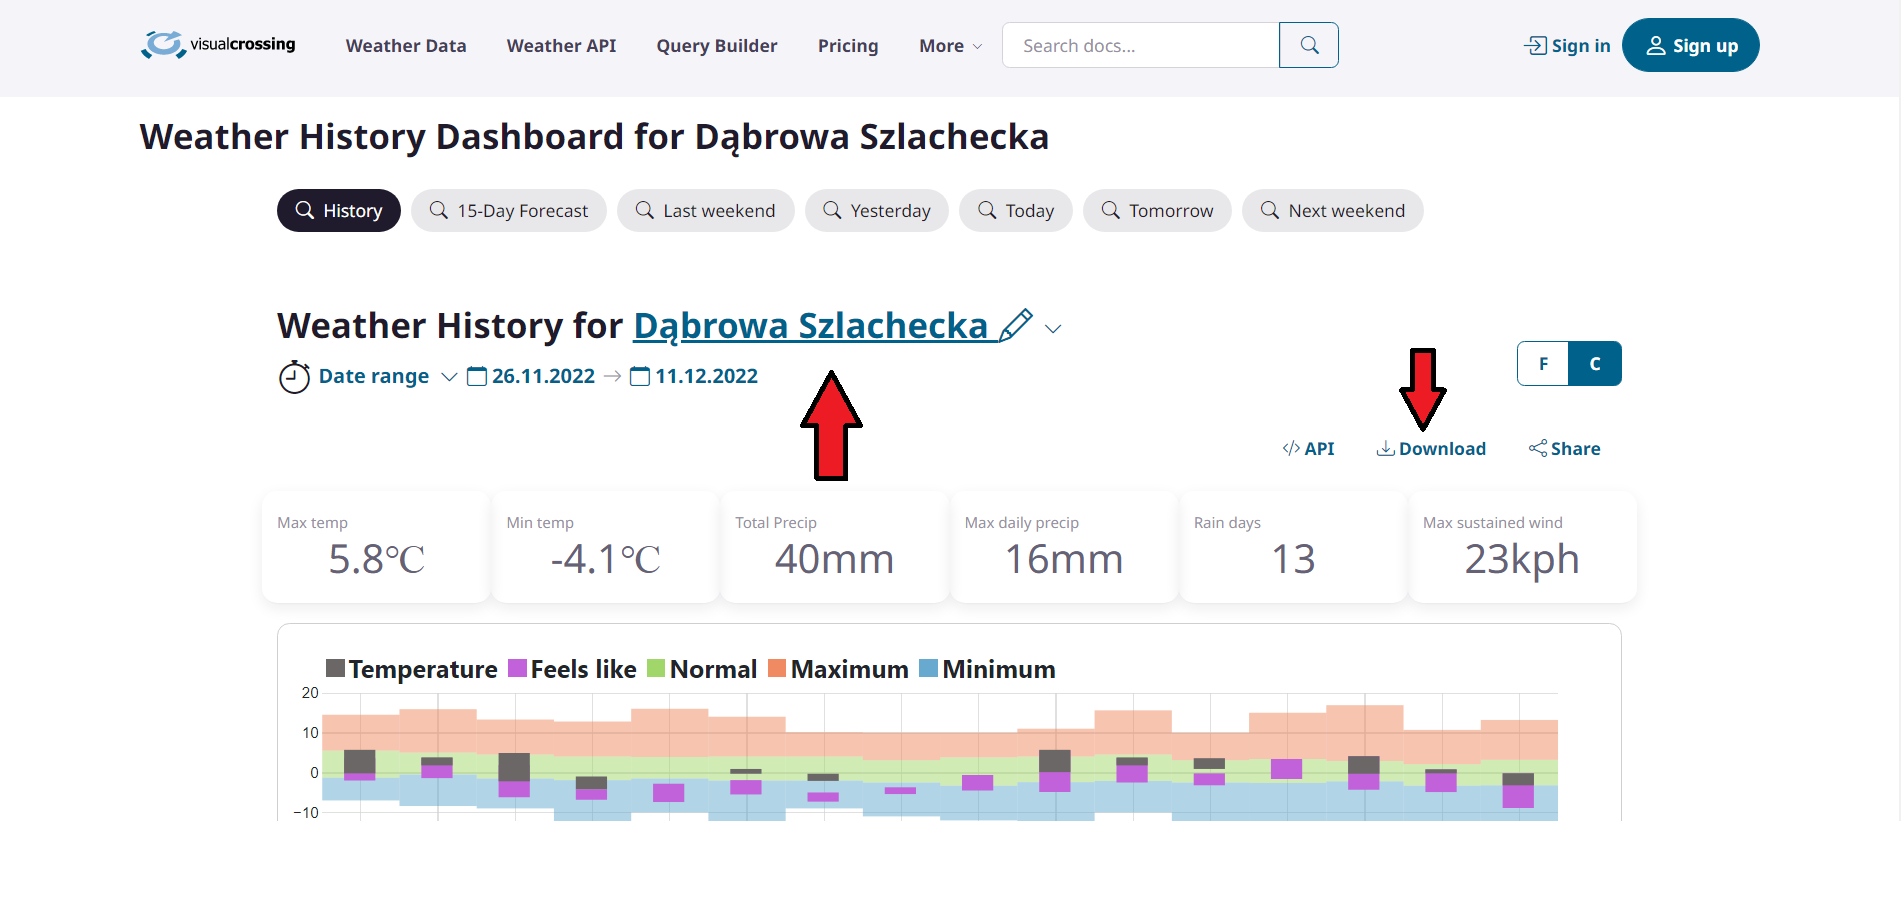 visualcrossing Weather Data Weather API Query Builder Pricing More Search docs... Sign in Sign up
Weather History Dashboard for Dąbrowa Szlachecka
History 15-Day Forecast Last weekend Yesterday Today Tomorrow Next weekend
Weather History for Dąbrowa Szlachecka
Date range 26.11.2022 → 11.12.2022
F C
</> API Download Share
Max temp Min temp Total Precip Max daily precip Rain days Max sustained wind
5.8℃ -4.1℃ 40mm 16mm 13 23kph
Temperature Feels like Normal Maximum Minimum
20
10
0
−10